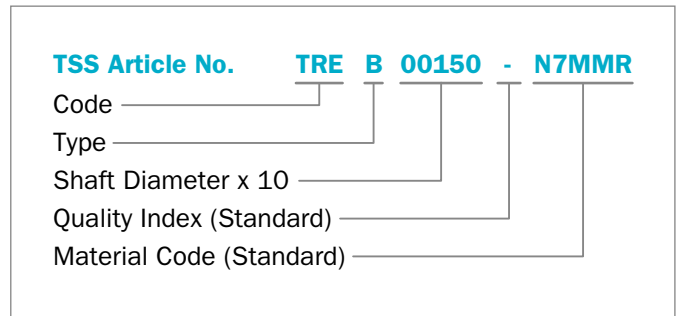 TSS Article No. TRE B 00150 - N7MMR
Code
Type
Shaft Diameter x 10
Quality Index (Standard)
Material Code (Standard)